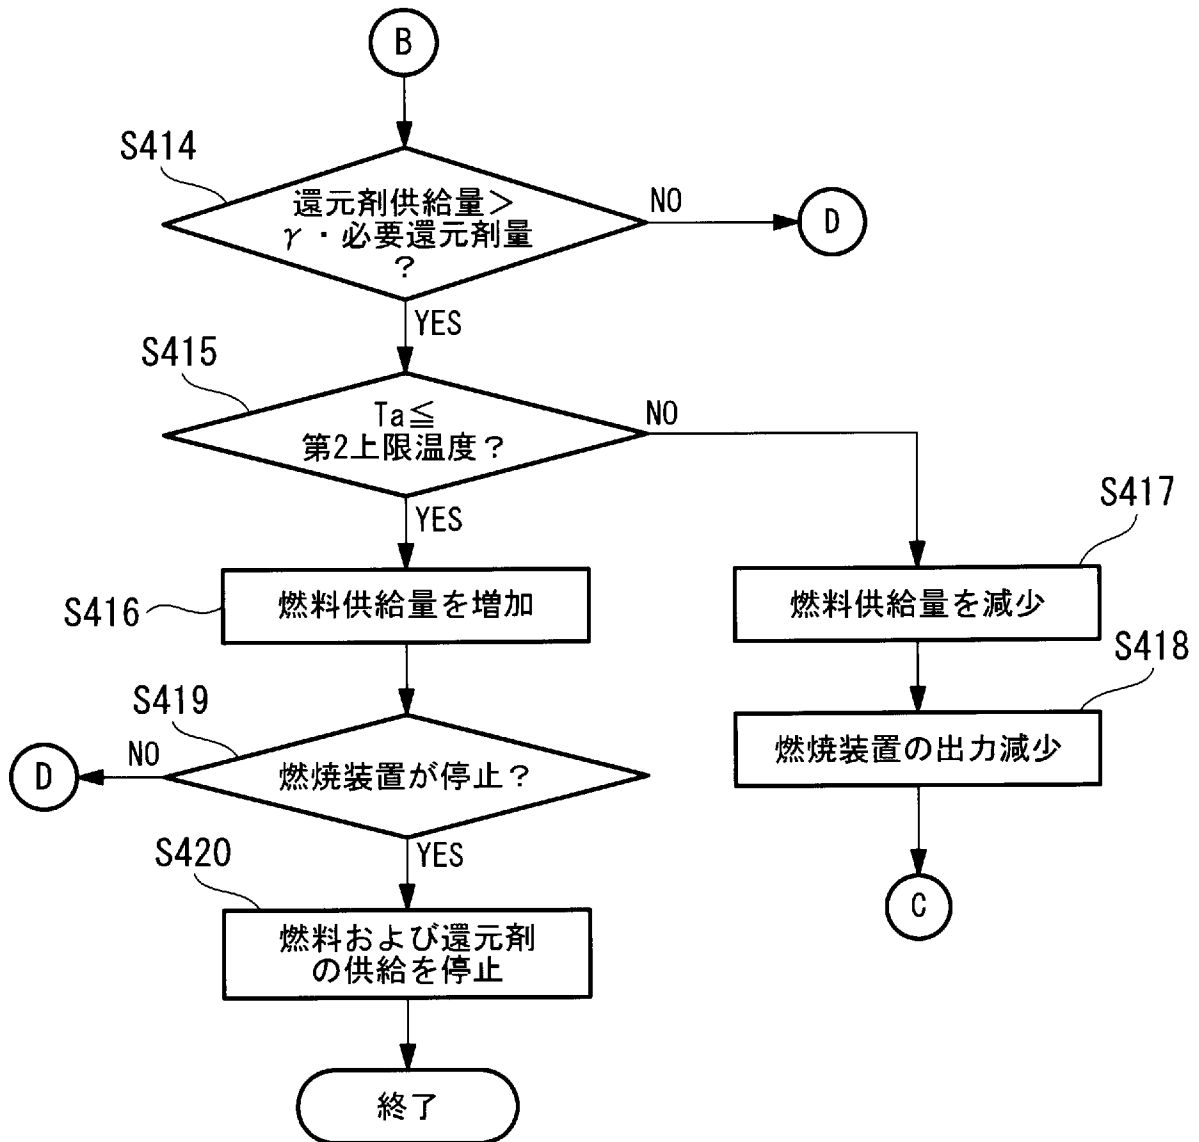 B
S414
還元剤供給量＞
γ・必要還元剤量
?
NO
D
YES
S415
Ta≦
第2上限温度？
NO
YES
S417
S416
燃料供給量を増加
燃料供給量を減少
S418
S419
燃焼装置の出力減少
D
NO
燃焼装置が停止？
YES
S420
C
燃料および還元剤
の供給を停止
終了